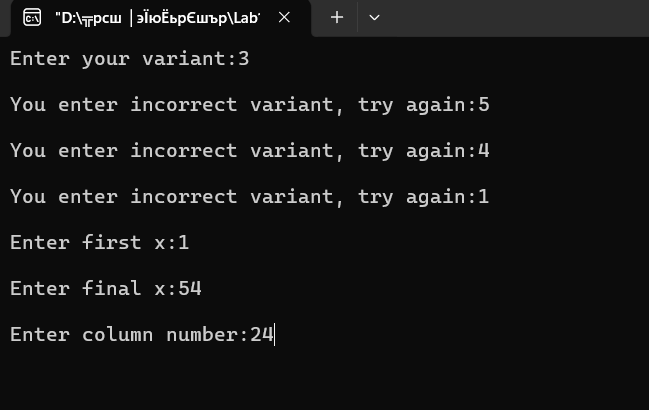 "D:\╦рсш │эЇюЁьрЄшър\Lab'
Enter your variant:3
You enter incorrect variant, try again:5
You enter incorrect variant, try again:4
You enter incorrect variant, try again:1
Enter first x:1
Enter final x:54
Enter column number:24